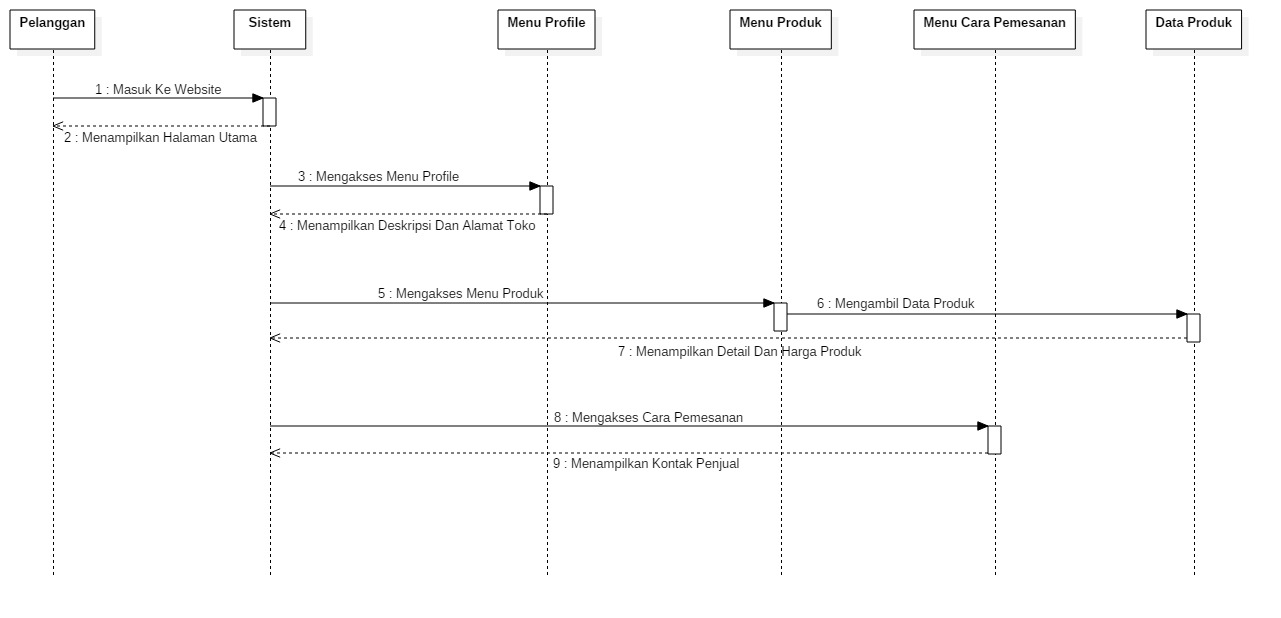 Pelanggan
Sistem
Menu Profile
Menu Produk
Menu Cara Pemesanan
Data Produk
1 : Masuk Ke Website
2 : Menampilkan Halaman Utama
3 : Mengakses Menu Profile
4 : Menampilkan Deskripsi Dan Alamat Toko
5 : Mengakses Menu Produk
6 : Mengambil Data Produk
7 : Menampilkan Detail Dan Harga Produk
8 : Mengakses Cara Pemesanan
9 : Menampilkan Kontak Penjual